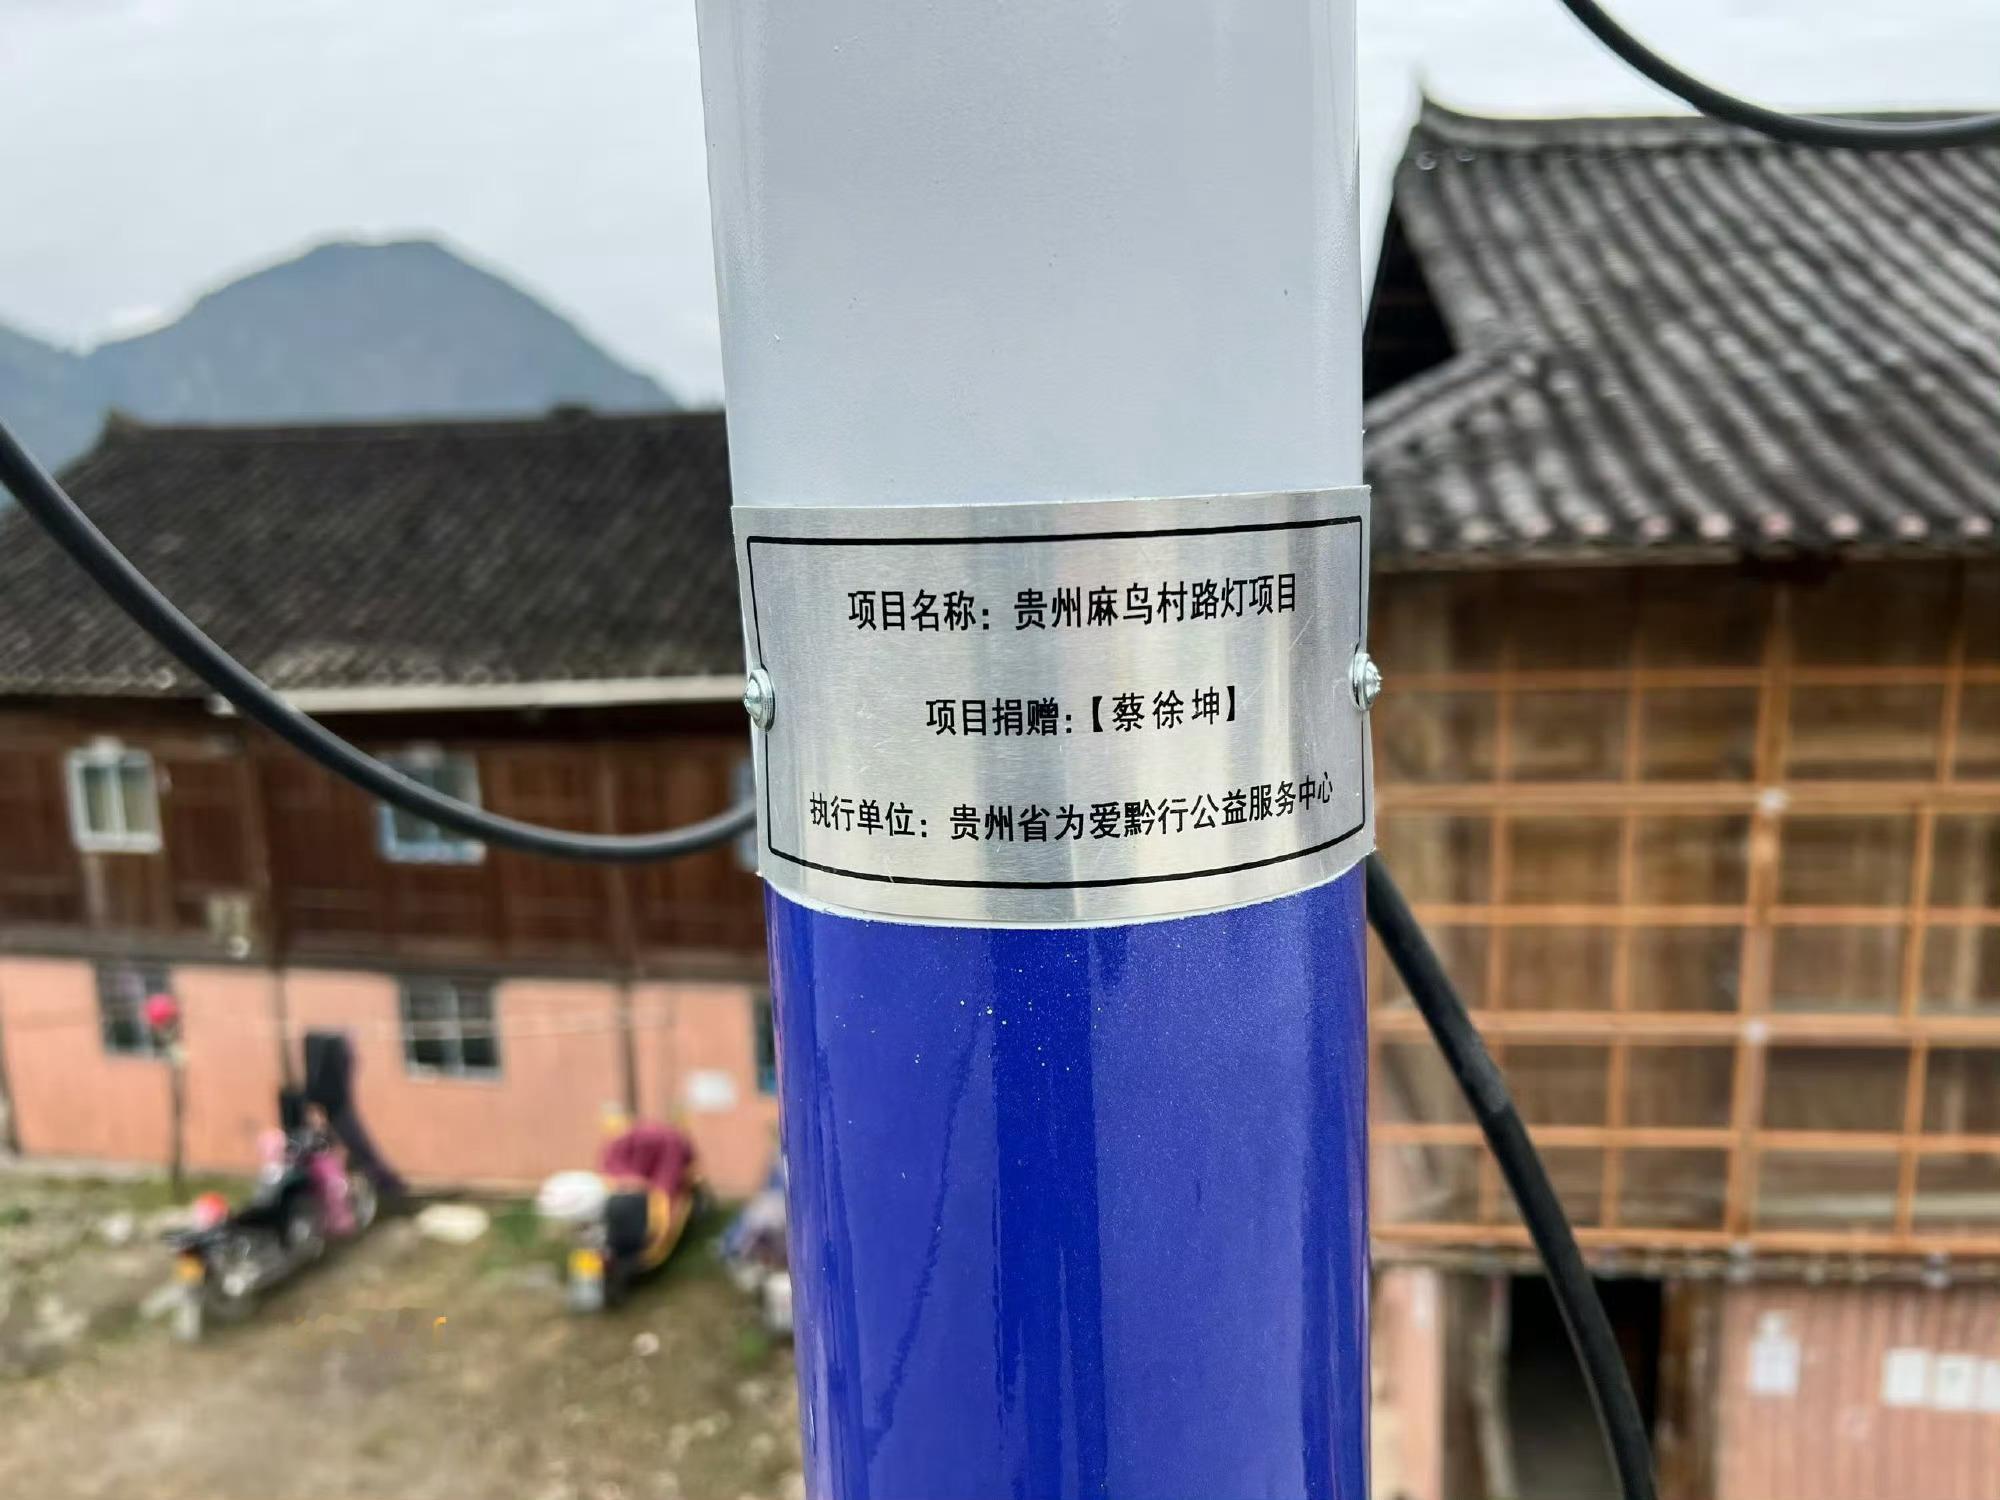 项目名称：贵州麻鸟村路灯项目
项目捐赠：【蔡徐坤】
执行单位：贵州省为爱黔行公益服务中心